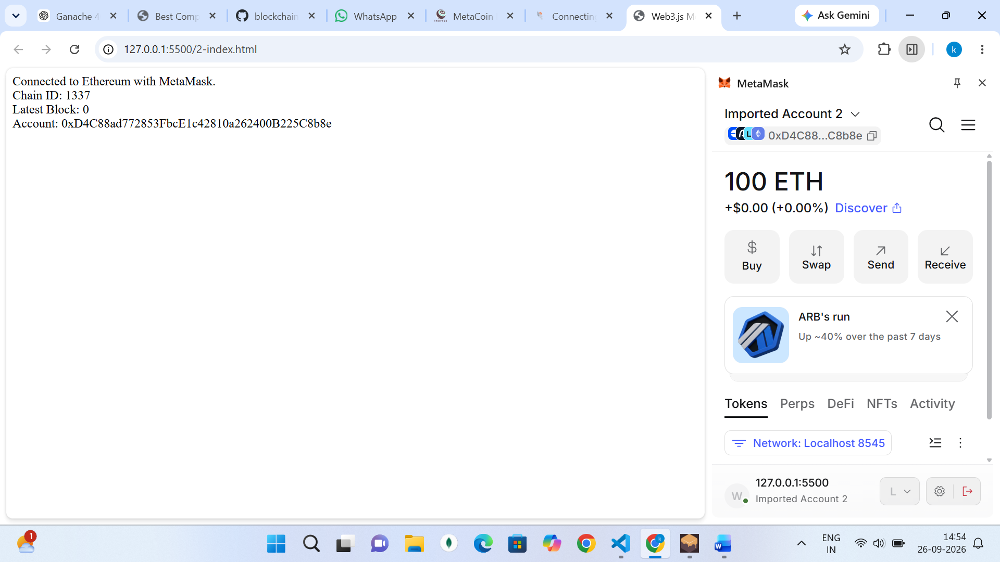 Ganache 4
Best Comp
blockchain
WhatsApp
MetaCoin
Connecting
Web3.js M
Ask Gemini
127.0.0.1:5500/2-index.html
k
Connected to Ethereum with MetaMask.
Chain ID: 1337
Latest Block: 0
Account: 0xD4C88ad772853FbcE1c42810a262400B225C8b8e
MetaMask
Imported Account 2
0xD4C88...C8b8e
100 ETH
+$0.00 (+0.00%) Discover
Buy
Swap
Send
Receive
ARB's run
Up ~40% over the past 7 days
Tokens
Perps
DeFi
NFTs
Activity
Network: Localhost 8545
W
127.0.0.1:5500
Imported Account 2
L
1
ENG
IN
14:54
26-09-2026